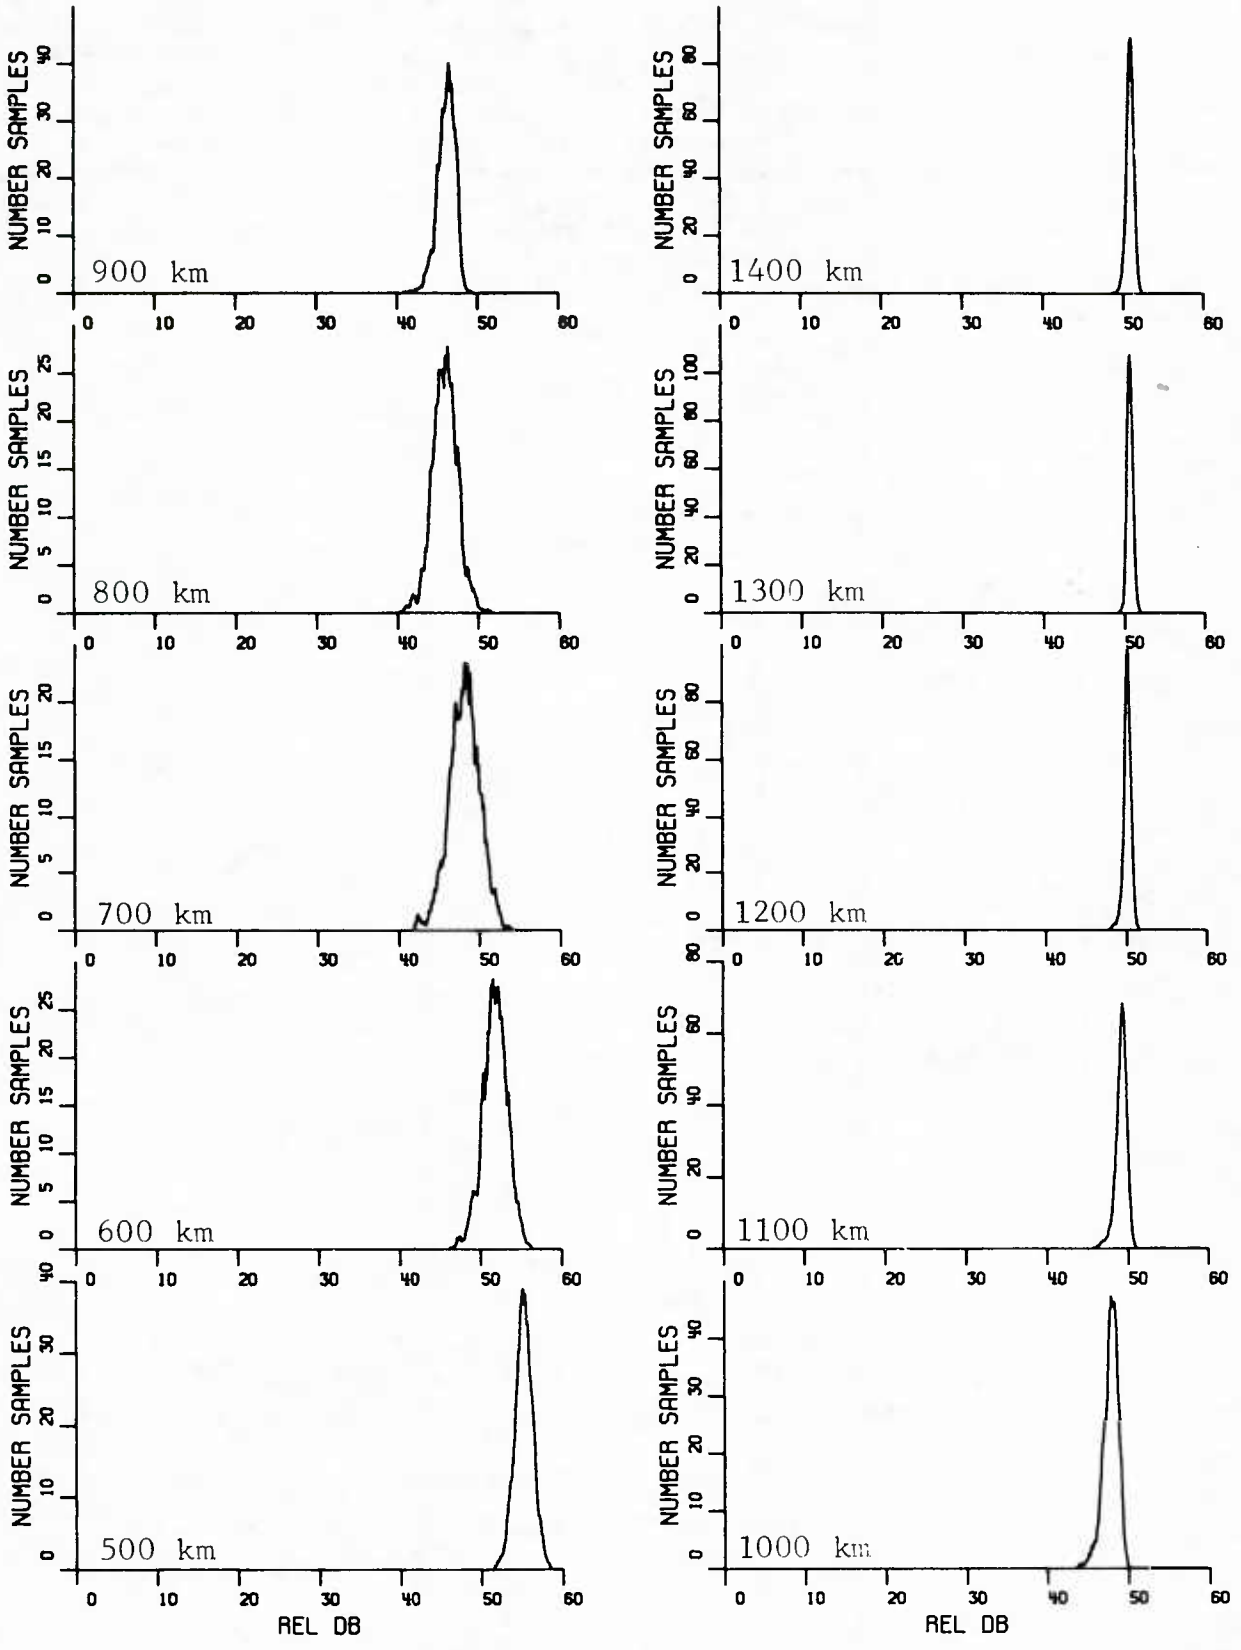 NUMBER SAMPLES
0 10 20 30 40
900 km
0 10 20 30 40 50 60
NUMBER SAMPLES
0 5 10 15 20 25
800 km
0 10 20 30 40 50 60
NUMBER SAMPLES
0 5 10 15 20
700 km
0 10 20 30 40 50 60
NUMBER SAMPLES
0 5 10 15 20 25
600 km
0 10 20 30 40 50 60
NUMBER SAMPLES
0 10 20 30 40
500 km
0 10 20 30 40 50 60
REL DB
NUMBER SAMPLES
0 20 40 60 80
1400 km
0 10 20 30 40 50 60
NUMBER SAMPLES
0 20 40 60 80 100
1300 km
0 10 20 30 40 50 60
NUMBER SAMPLES
0 20 40 60 80
1200 km
0 10 20 30 40 50 60
NUMBER SAMPLES
0 20 40 60 80
1100 km
0 10 20 30 40 50 60
NUMBER SAMPLES
0 10 20 30 40
1000 km
0 10 20 30 40 50 60
REL DB